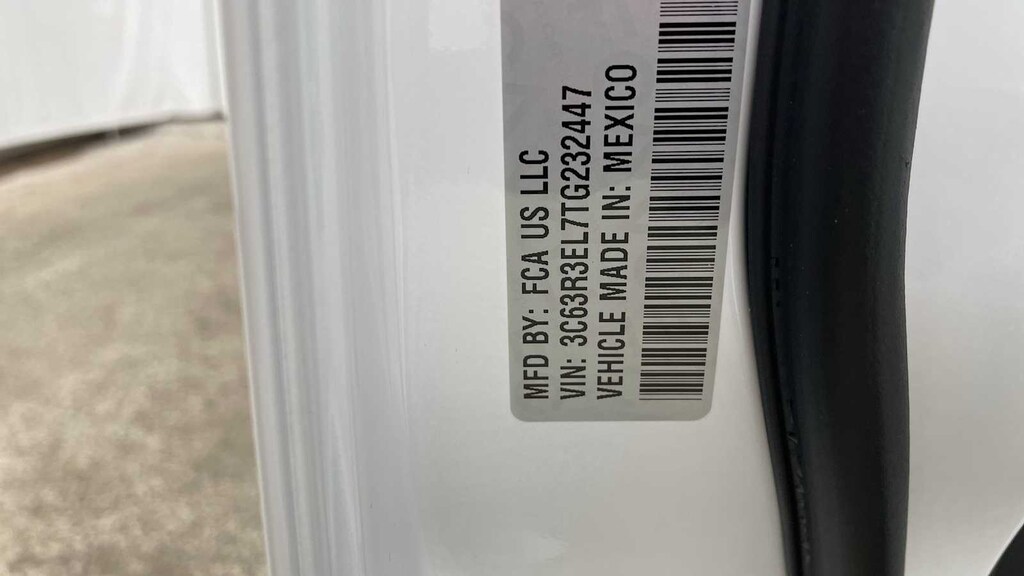 MFD BY: FCA US LLC
VIN: 3C63R3EL7TG232447
VEHICLE MADE IN: MEXICO